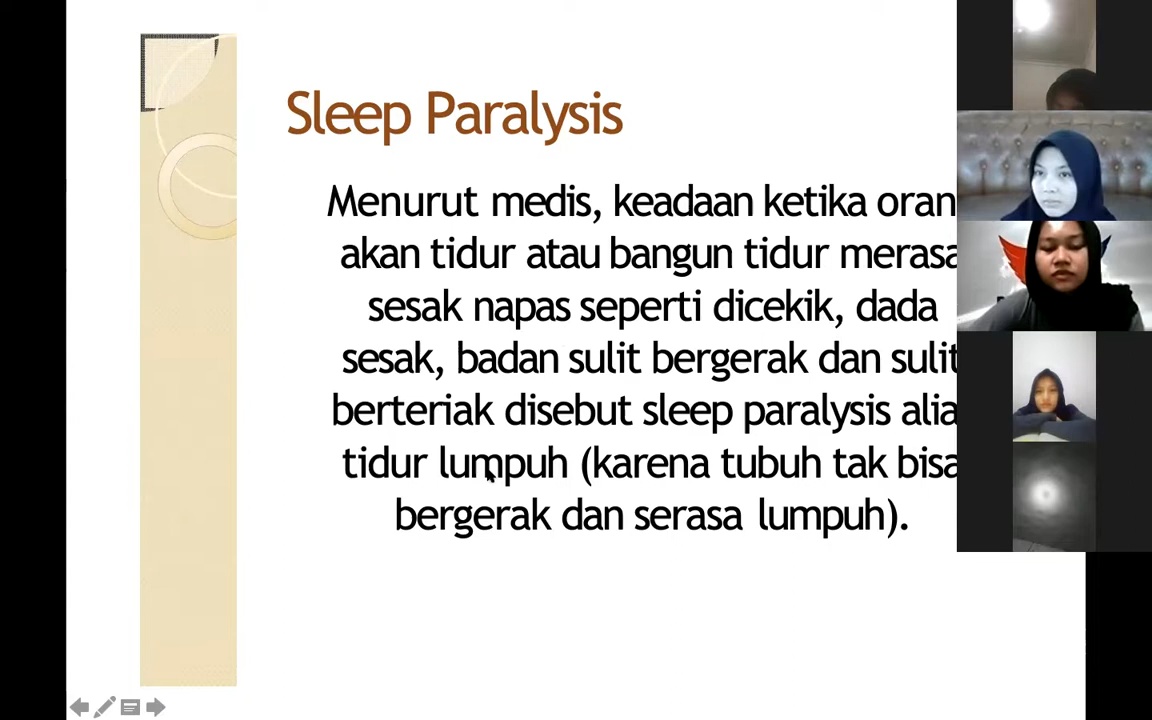 Sleep Paralysis
Menurut medis, keadaan ketika oran
akan tidur atau bangun tidur merasa
sesak napas seperti dicekik, dada
sesak, badan sulit bergerak dan sulit
berteriak disebut sleep paralysis alia
tidur lumpuh (karena tubuh tak bisa
bergerak dan serasa lumpuh).